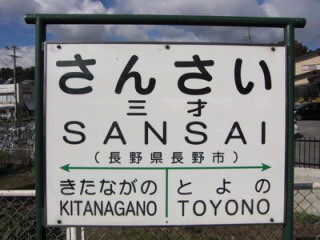 さんさい
三才
SANSAI
(長野県長野市)
きたながの とよの
KITANAGANO TOYONO